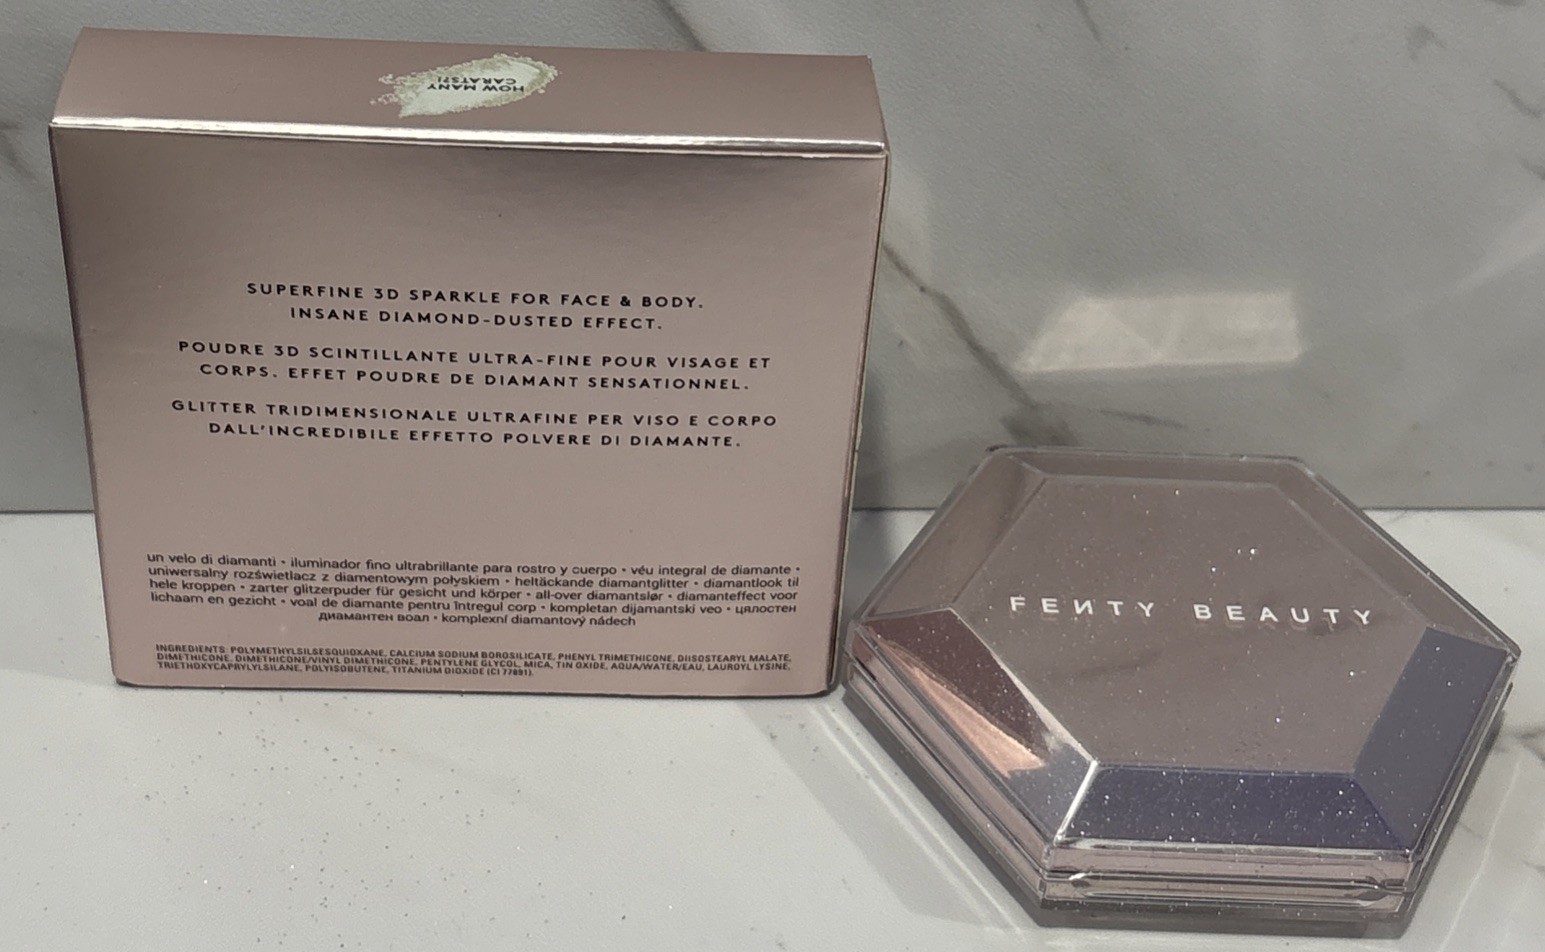 HOW MANY
CARATS?!
SUPERFINE 3D SPARKLE FOR FACE & BODY.
INSANE DIAMOND-DUSTED EFFECT.
POUDRE 3D SCINTILLANTE ULTRA-FINE POUR VISAGE ET
CORPS. EFFET POUDRE DE DIAMANT SENSATIONNEL.
GLITTER TRIDIMENSIONALE ULTRAFINE PER VISO E CORPO
DALL'INCREDIBILE EFFETTO POLVERE DI DIAMANTE.
un velo di diamanti • iluminador fino ultrabrillante para rostro y cuerpo • véu integral de diamante •
uniwersalny rozświetlacz z diamentowym połyskiem • heltäckande diamantglitter • diamantlook til
hele kroppen • zarter glitzerpuder für gesicht und körper • all-over diamantslør • diamanteffect voor
lichaam en gezicht • voal de diamante pentru întregul corp • kompletan dijamantski veo • цялостен
диамантен воал • komplexní diamantový nádech
INGREDIENTS: POLYMETHYLSILSESQUIOXANE, CALCIUM SODIUM BOROSILICATE, PHENYL TRIMETHICONE, DIISOSTEARYL MALATE,
DIMETHICONE, DIMETHICONE/VINYL DIMETHICONE, PENTYLENE GLYCOL, MICA, TIN OXIDE, AQUA/WATER/EAU, LAUROYL LYSINE,
TRIETHOXYCAPRYLYLSILANE, POLYISOBUTENE, TITANIUM DIOXIDE (CI 77891).
FENTY BEAUTY